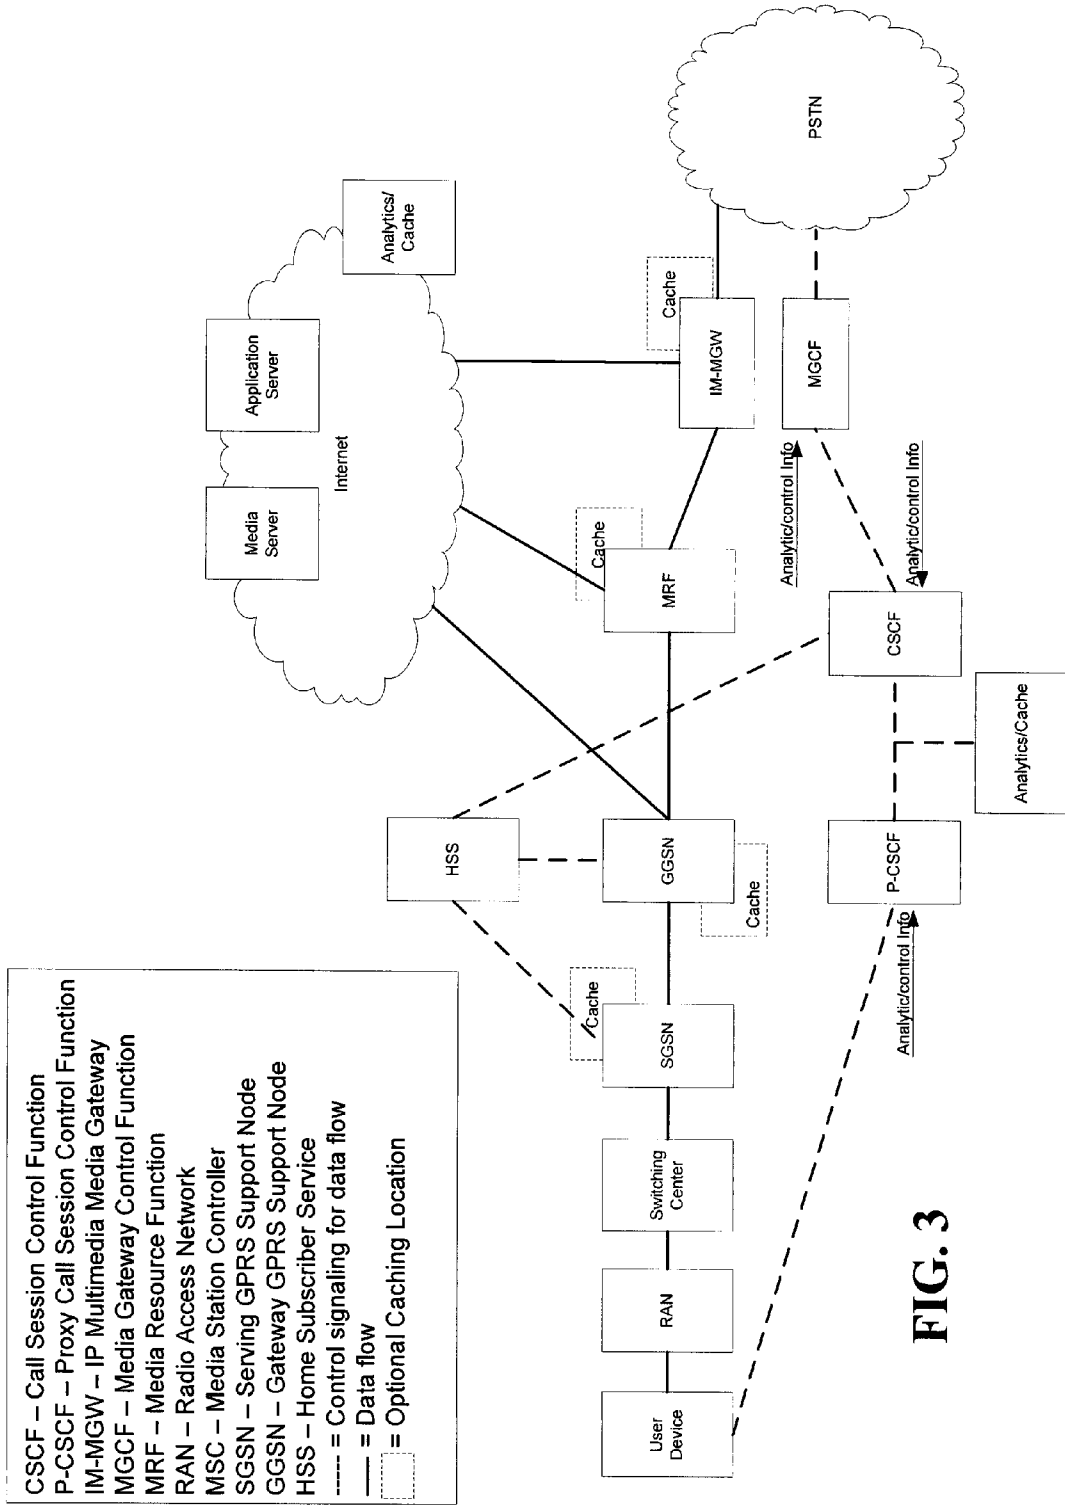 CSCF – Call Session Control Function
P-CSCF – Proxy Call Session Control Function
IM-MGW – IP Multimedia Media Gateway
MGCF – Media Gateway Control Function
MRF – Media Resource Function
RAN – Radio Access Network
MSC – Media Station Controller
SGSN – Serving GPRS Support Node
GGSN – Gateway GPRS Support Node
HSS – Home Subscriber Service
= Control signaling for data flow
= Data flow
= Optional Caching Location
Media
Server
Application
Server
Internet
Analytics/
Cache
HSS
User
Device
RAN
Switching
Center
SGSN
Cache
GGSN
Cache
MRF
Cache
IM-MGW
Cache
PSTN
MGCF
Analytic/control Info
Analytic/control Info
CSCF
P-CSCF
Analytic/control Info
Analytics/Cache
FIG. 3